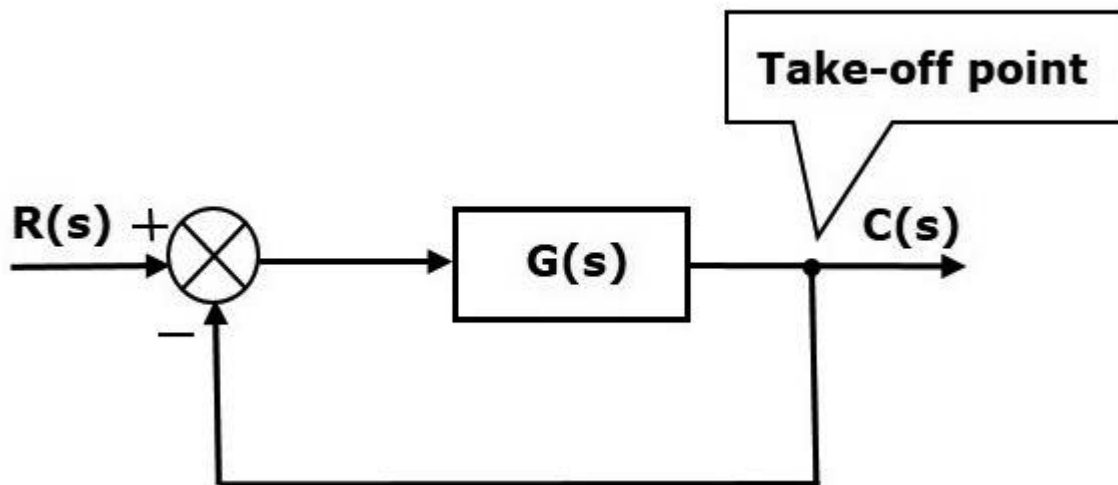 Take-off point
R(s) +
G(s)
C(s)
−